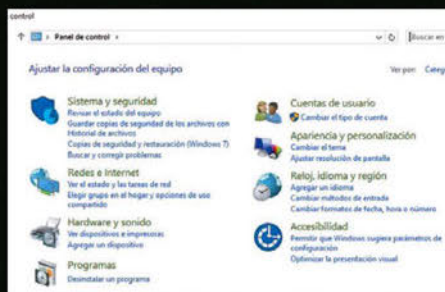 control
Panel de control
Buscar en
Ajustar la configuración del equipo
Ver por:
Sistema y seguridad
Revisar el estado del equipo
Guardar copias de seguridad de los archivos con
Historial de archivos
Copias de seguridad y restauración (Windows 7)
Buscar y corregir problemas
Redes e Internet
Ver el estado y las tareas de red
Elegir grupo en el hogar y opciones de uso
compartido
Hardware y sonido
Ver dispositivos e impresoras
Agregar un dispositivo
Programas
Desinstalar un programa
Cuentas de usuario
Cambiar el tipo de cuenta
Apariencia y personalización
Cambiar el tema
Ajustar resolución de pantalla
Reloj, idioma y región
Agregar un idioma
Cambiar métodos de entrada
Cambiar formatos de fecha, hora o número
Accesibilidad
Permitir que Windows sugiera parámetros de
configuración
Optimizar la presentación visual